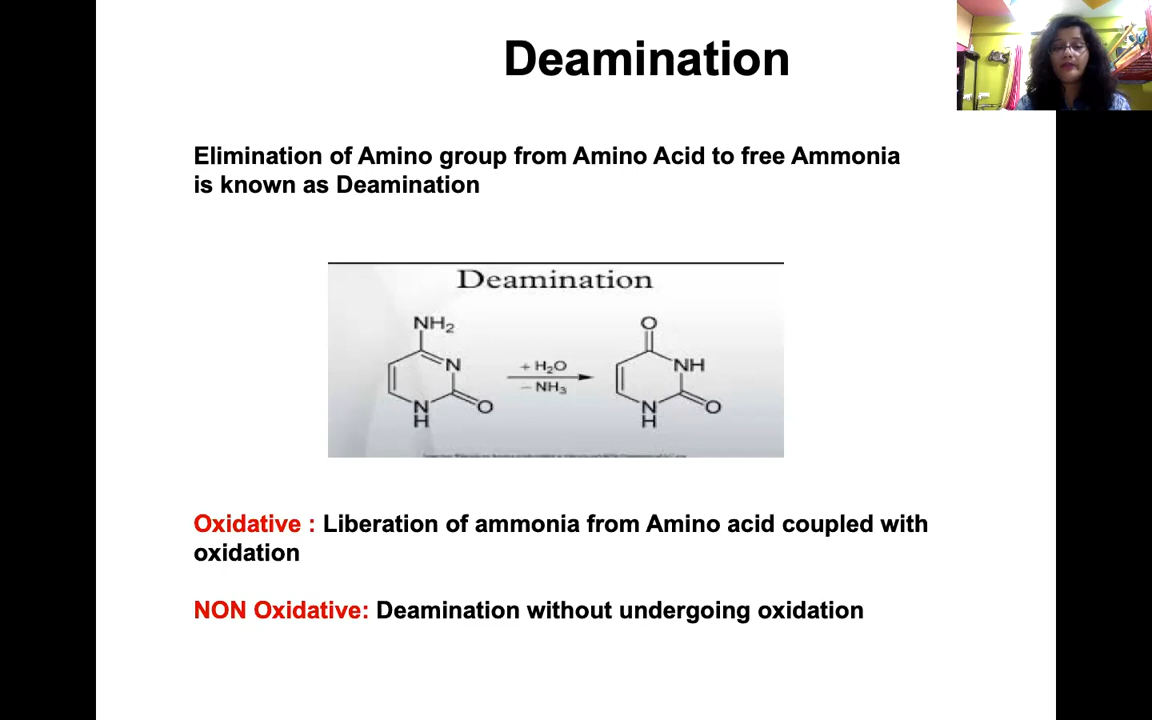 Deamination
Elimination of Amino group from Amino Acid to free Ammonia
is known as Deamination
Deamination
NH₂
N
N
H
O
+ H₂O
– NH₃
O
NH
N
H
O
Oxidative : Liberation of ammonia from Amino acid coupled with
oxidation
NON Oxidative: Deamination without undergoing oxidation